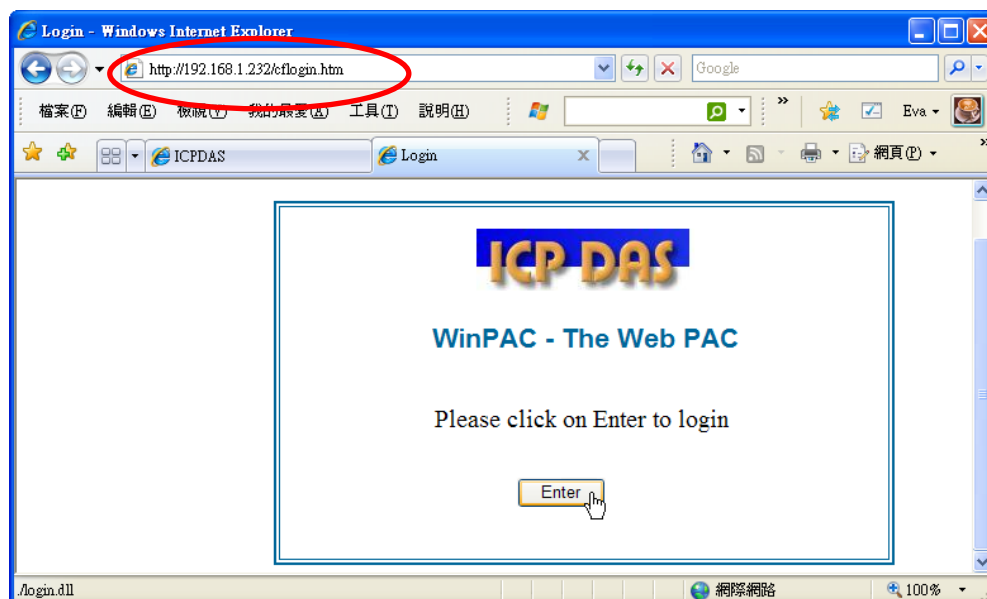 Login - Windows Internet Explorer
http://192.168.1.232/cflogin.htm
Google
檔案(F) 編輯(E) 檢視(V) 我的最愛(A) 工具(T) 說明(H)
»
Eva
ICPDAS
Login
網頁(P)
»
ICP DAS
WinPAC - The Web PAC
Please click on Enter to login
Enter
./login.dll
網際網路
100%